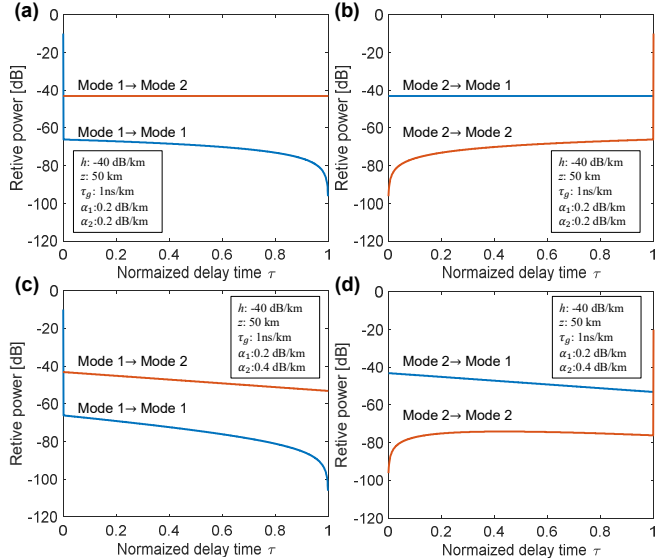 (a)
0
-20
-40
-60
-80
-100
-120
Retive power [dB]
Mode 1→ Mode 2
Mode 1→ Mode 1
h: -40 dB/km
z: 50 km
τg: 1ns/km
α1:0.2 dB/km
α2:0.2 dB/km
0 0.2 0.4 0.6 0.8 1
Normaized delay time τ
(b)
0
-20
-40
-60
-80
-100
-120
Retive power [dB]
Mode 2→ Mode 1
Mode 2→ Mode 2
h: -40 dB/km
z: 50 km
τg: 1ns/km
α1:0.2 dB/km
α2:0.2 dB/km
0 0.2 0.4 0.6 0.8 1
Normaized delay time τ
(c)
0
-20
-40
-60
-80
-100
-120
Retive power [dB]
h: -40 dB/km
z: 50 km
τg: 1ns/km
α1:0.2 dB/km
α2:0.4 dB/km
Mode 1→ Mode 2
Mode 1→ Mode 1
0 0.2 0.4 0.6 0.8 1
Normaized delay time τ
(d)
0
-20
-40
-60
-80
-100
-120
Retive power [dB]
h: -40 dB/km
z: 50 km
τg: 1ns/km
α1:0.2 dB/km
α2:0.4 dB/km
Mode 2→ Mode 1
Mode 2→ Mode 2
0 0.2 0.4 0.6 0.8 1
Normaized delay time τ